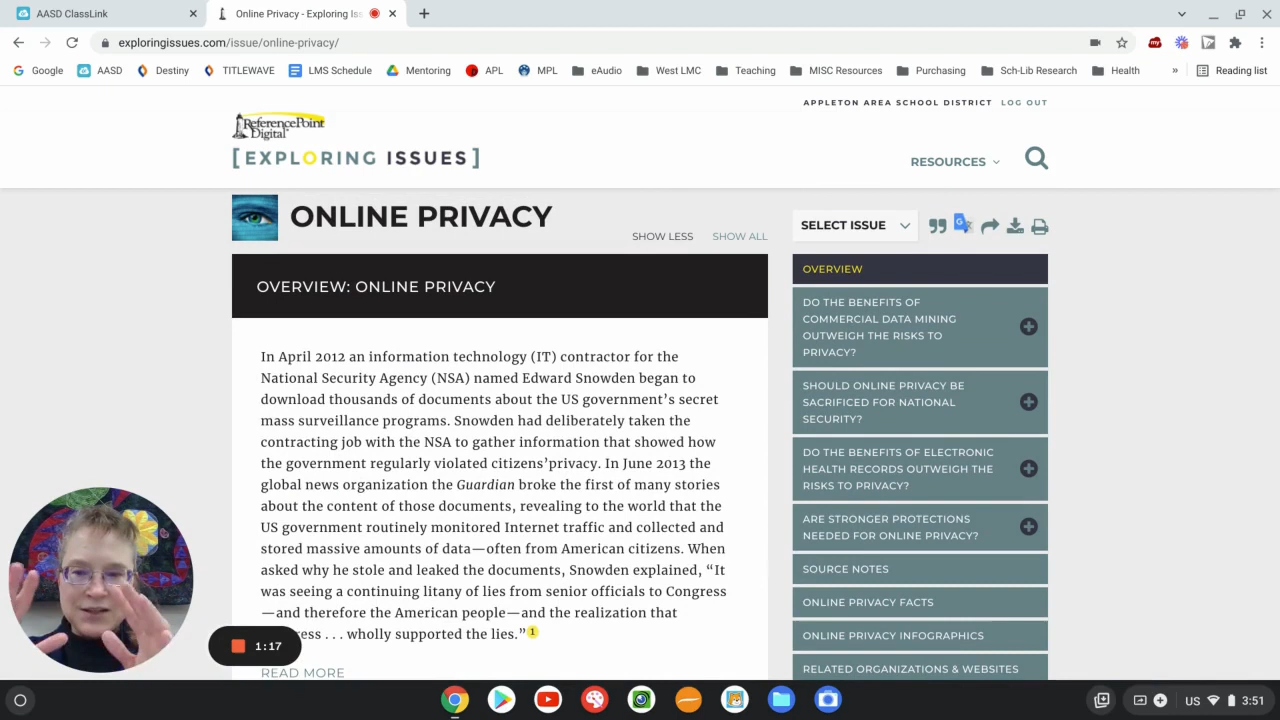 AASD ClassLink
Online Privacy - Exploring Iss
exploringissues.com/issue/online-privacy/
Google AASD Destiny TITLEWAVE LMS Schedule Mentoring APL MPL eAudio West LMC Teaching MISC Resources Purchasing Sch-Lib Research Health » Reading list
APPLETON AREA SCHOOL DISTRICT LOG OUT
ReferencePoint
Digital
[EXPLORING ISSUES]
RESOURCES
ONLINE PRIVACY
SHOW LESS SHOW ALL
OVERVIEW: ONLINE PRIVACY
In April 2012 an information technology (IT) contractor for the
National Security Agency (NSA) named Edward Snowden began to
download thousands of documents about the US government's secret
mass surveillance programs. Snowden had deliberately taken the
contracting job with the NSA to gather information that showed how
the government regularly violated citizens'privacy. In June 2013 the
global news organization the Guardian broke the first of many stories
about the content of those documents, revealing to the world that the
US government routinely monitored Internet traffic and collected and
stored massive amounts of data—often from American citizens. When
asked why he stole and leaked the documents, Snowden explained, “It
was seeing a continuing litany of lies from senior officials to Congress
—and therefore the American people—and the realization that
ess . . . wholly supported the lies.” 1
READ MORE
SELECT ISSUE
OVERVIEW
DO THE BENEFITS OF
COMMERCIAL DATA MINING
OUTWEIGH THE RISKS TO
PRIVACY?
SHOULD ONLINE PRIVACY BE
SACRIFICED FOR NATIONAL
SECURITY?
DO THE BENEFITS OF ELECTRONIC
HEALTH RECORDS OUTWEIGH THE
RISKS TO PRIVACY?
ARE STRONGER PROTECTIONS
NEEDED FOR ONLINE PRIVACY?
SOURCE NOTES
ONLINE PRIVACY FACTS
ONLINE PRIVACY INFOGRAPHICS
RELATED ORGANIZATIONS & WEBSITES
1:17
US 3:51